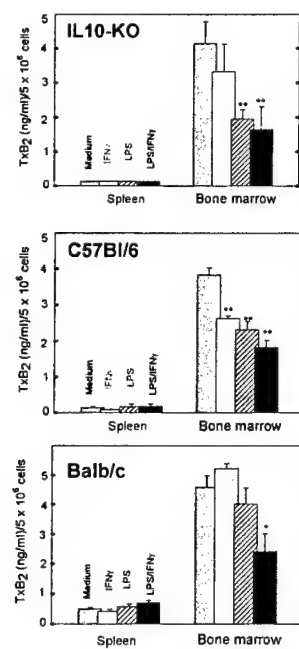 IL10-KO
TxB₂ (ng/ml)/5 x 10⁶ cells
5
4
3
2
1
0
Medium
IFNγ
LPS
LPS/IFNγ
**
**
Spleen
Bone marrow
C57Bl/6
TxB₂ (ng/ml)/5 x 10⁶ cells
5
4
3
2
1
0
Medium
IFNγ
LPS
LPS/IFNγ
**
**
**
Spleen
Bone marrow
Balb/c
TxB₂ (ng/ml)/5 x 10⁶ cells
5
4
3
2
1
0
Medium
IFNγ
LPS
LPS/IFNγ
*
Spleen
Bone marrow